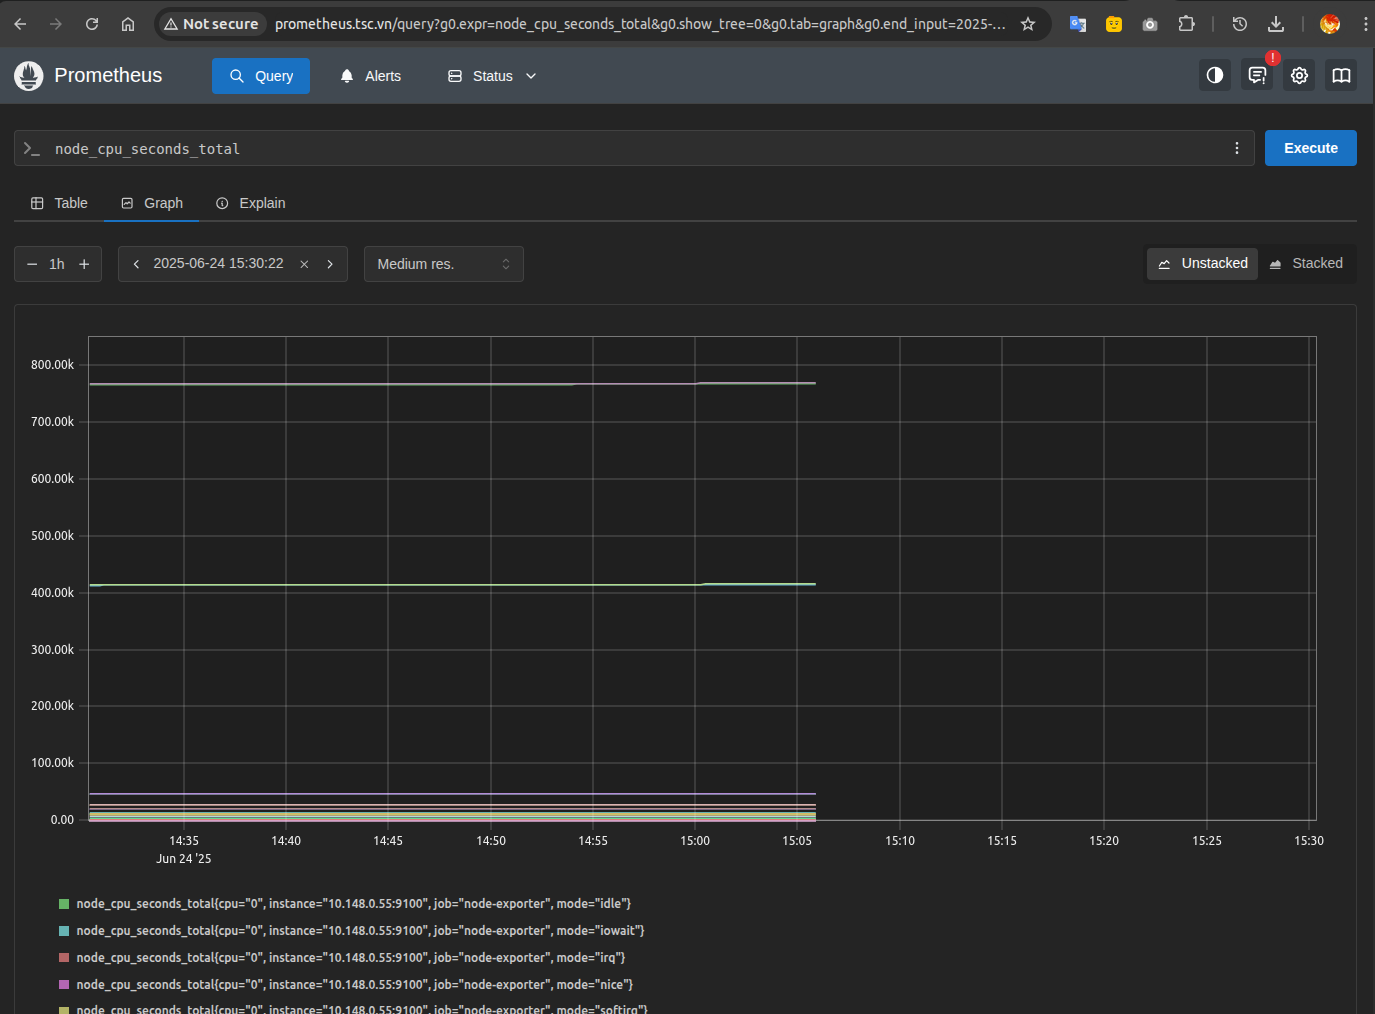 Not secure prometheus.tsc.vn/query?g0.expr=node_cpu_seconds_total&g0.show_tree=0&g0.tab=graph&g0.end_input=2025-...
Prometheus Query Alerts Status
node_cpu_seconds_total Execute
Table Graph Explain
1h 2025-06-24 15:30:22 Medium res. Unstacked Stacked
800.00k
700.00k
600.00k
500.00k
400.00k
300.00k
200.00k
100.00k
0.00
14:35 14:40 14:45 14:50 14:55 15:00 15:05 15:10 15:15 15:20 15:25 15:30
Jun 24 '25
node_cpu_seconds_total{cpu="0", instance="10.148.0.55:9100", job="node-exporter", mode="idle"}
node_cpu_seconds_total{cpu="0", instance="10.148.0.55:9100", job="node-exporter", mode="iowait"}
node_cpu_seconds_total{cpu="0", instance="10.148.0.55:9100", job="node-exporter", mode="irq"}
node_cpu_seconds_total{cpu="0", instance="10.148.0.55:9100", job="node-exporter", mode="nice"}
node_cpu_seconds_total{cpu="0", instance="10.148.0.55:9100", job="node-exporter", mode="softirq"}